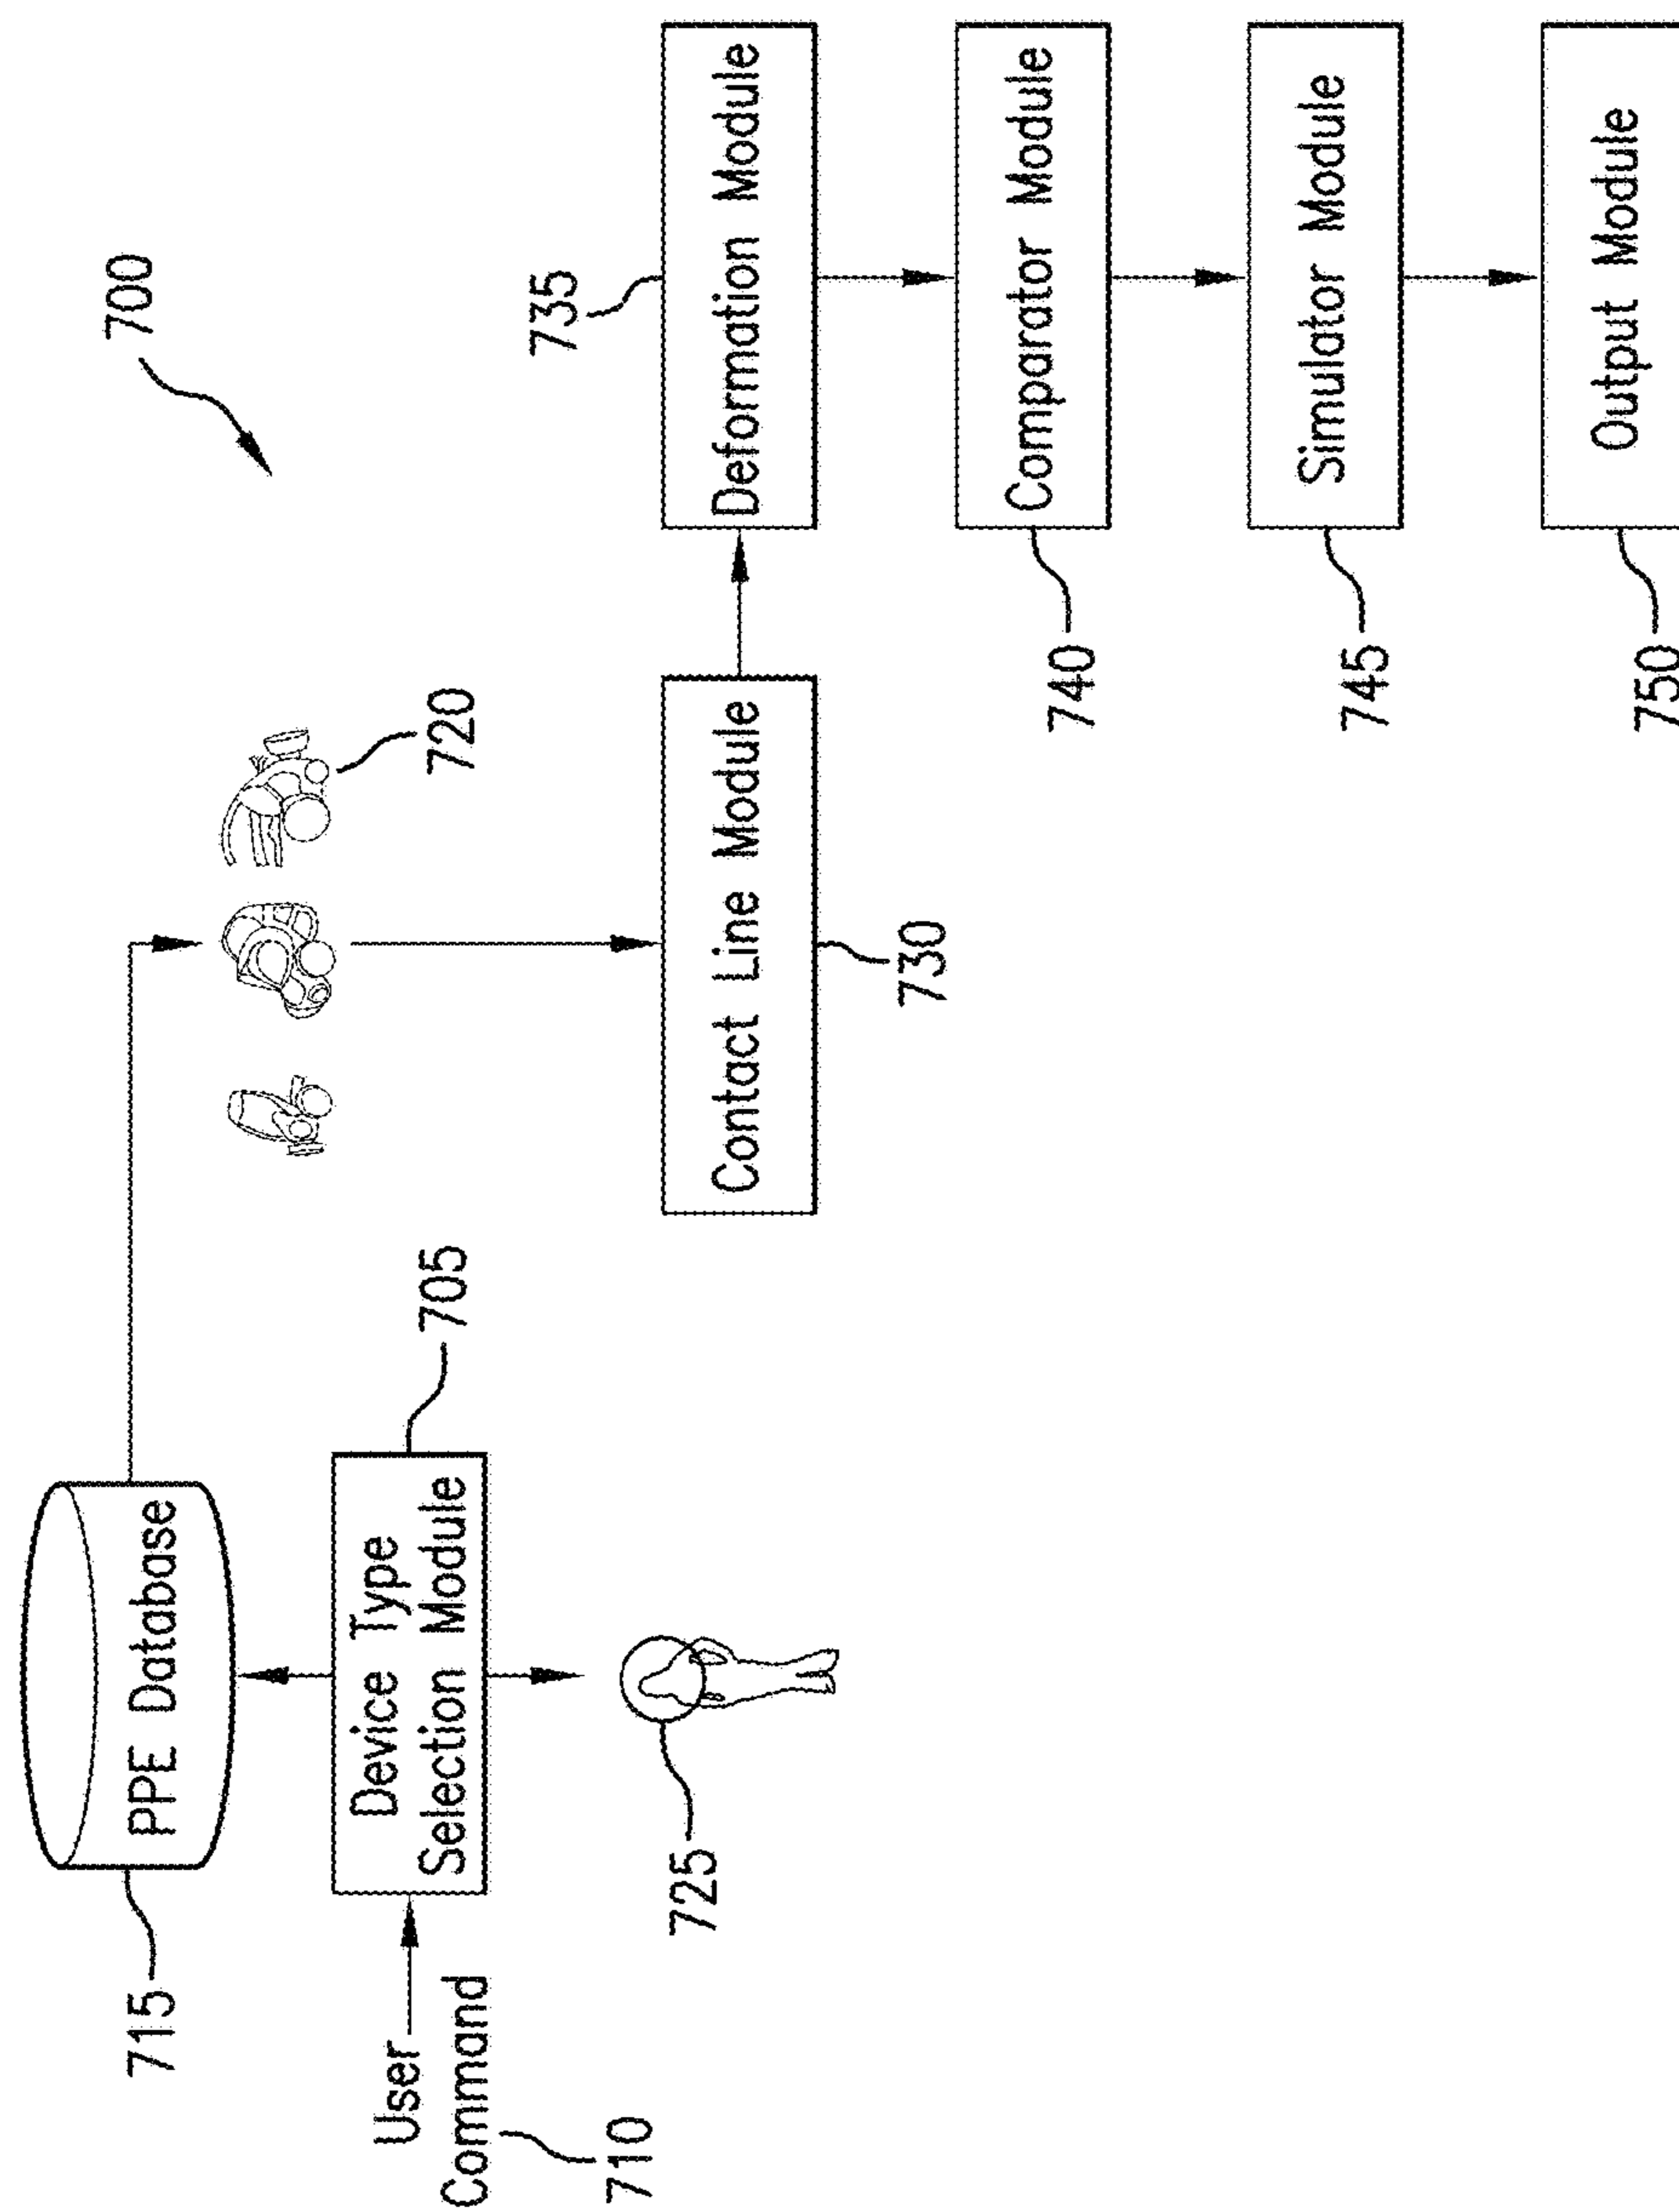 700
715
PPE Database
User
Command
710
Device Type
Selection Module
705
720
725
Contact Line Module
730
735
Deformation Module
740
Comparator Module
745
Simulator Module
750
Output Module